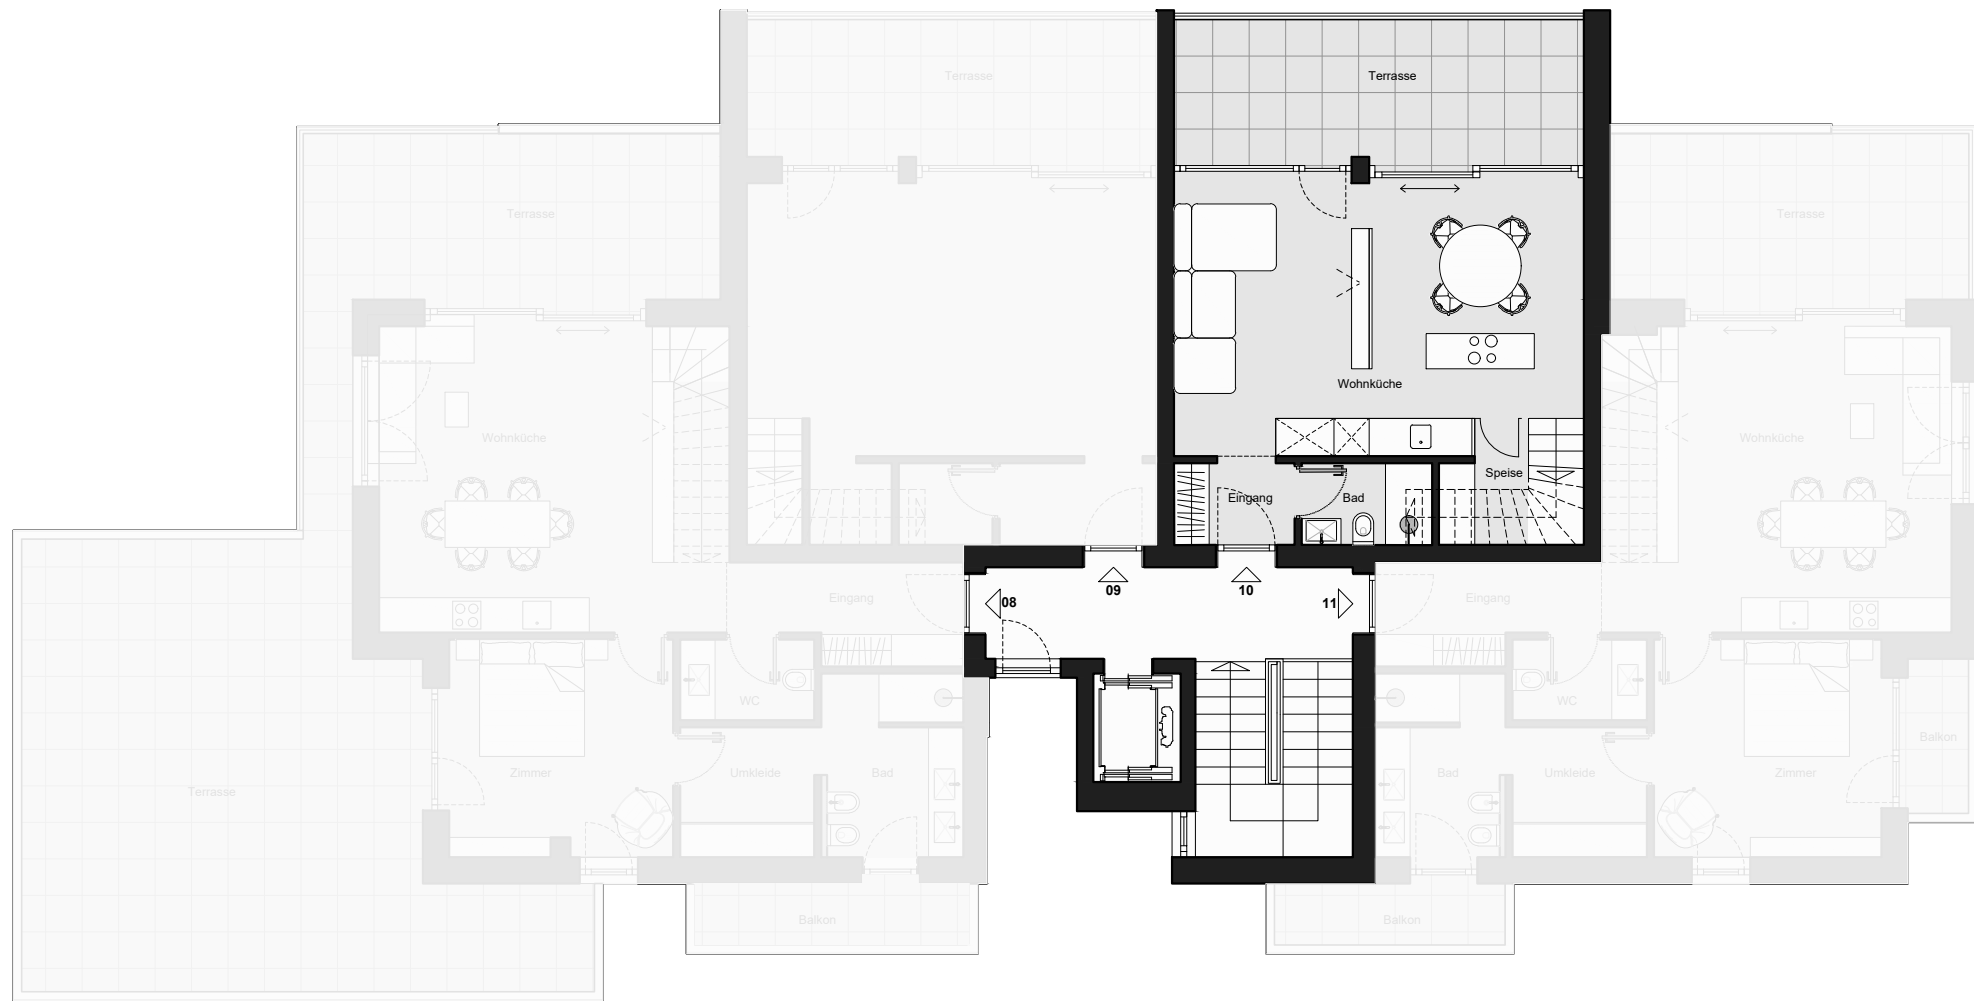 Terrasse
Terrasse
Terrasse
Terrasse
Wohnküche
Wohnküche
Wohnküche
Speise
Eingang
Bad
Eingang
08
09
10
11
Eingang
WC
WC
Zimmer
Umkleide
Bad
Bad
Umkleide
Zimmer
Balkon
Terrasse
Balkon
Balkon